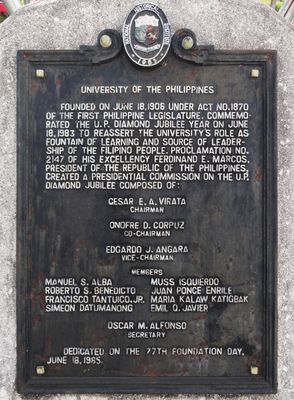 NATIONAL HISTORICAL INSTITUTE
1985
UNIVERSITY OF THE PHILIPPINES
FOUNDED ON JUNE 18,1908 UNDER ACT NO.1870
OF THE FIRST PHILIPPINE LEGISLATURE. COMMEMO-
RATED THE U.P. DIAMOND JUBILEE YEAR ON JUNE
18,1983 TO REASSERT THE UNIVERSITY'S ROLE AS
FOUNTAIN OF LEARNING AND SOURCE OF LEADER-
SHIP OF THE FILIPINO PEOPLE. PROCLAMATION NO.
2147 OF HIS EXCELLENCY FERDINAND E. MARCOS,
PRESIDENT OF THE REPUBLIC OF THE PHILIPPINES,
CREATED A PRESIDENTIAL COMMISSION ON THE U.P.
DIAMOND JUBILEE COMPOSED OF:
CESAR E. A. VIRATA
CHAIRMAN
ONOFRE D. CORPUZ
CO-CHAIRMAN
EDGARDO J. ANGARA
VICE-CHAIRMAN
MEMBERS
MANUEL S. ALBA
ROBERTO S. BENEDICTO
FRANCISCO TANTUICO, JR.
SIMEON DATUMANONG
MUSS ISQUIERDO
JUAN PONCE ENRILE
MARIA KALAW KATIGBAK
EMIL Q. JAVIER
OSCAR M. ALFONSO
SECRETARY
DEDICATED ON THE 77TH FOUNDATION DAY,
JUNE 18,1985.